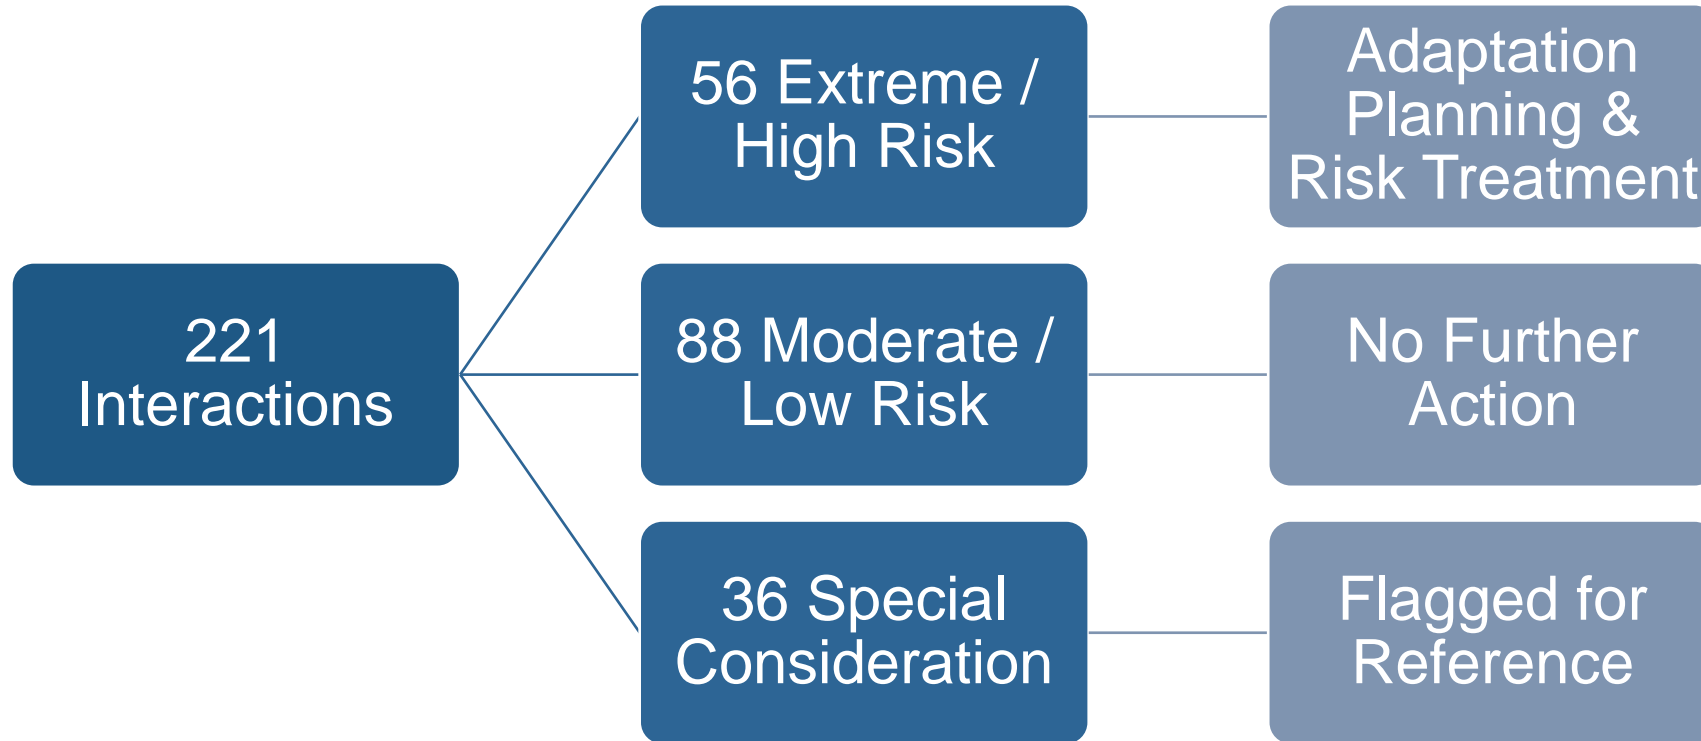 56 Extreme /
High Risk
Adaptation
Planning &
Risk Treatment
221
Interactions
88 Moderate /
Low Risk
No Further
Action
36 Special
Consideration
Flagged for
Reference